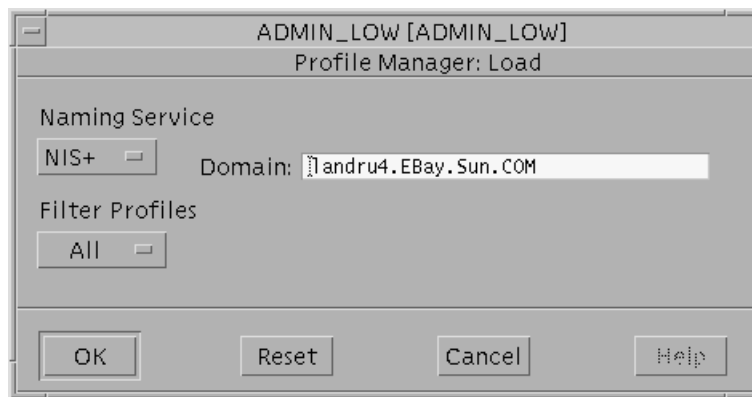 ADMIN_LOW [ADMIN_LOW]
Profile Manager: Load
Naming Service
NIS+
Domain: landru4.EBay.Sun.COM
Filter Profiles
All
OK Reset Cancel Help